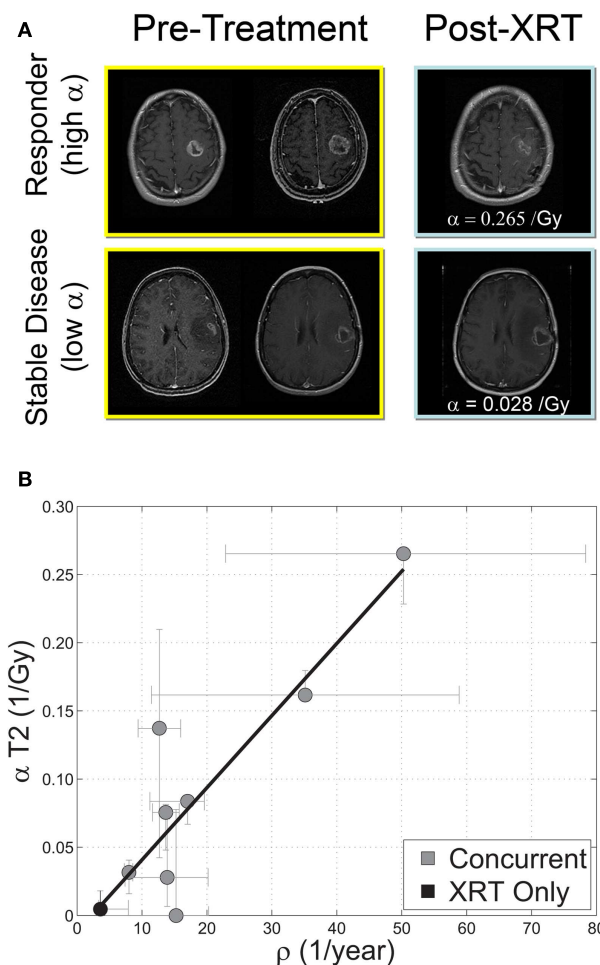 A
Pre-Treatment
Post-XRT
Responder
(high α)
α = 0.265 /Gy
Stable Disease
(low α)
α = 0.028 /Gy
B
0.30
0.25
0.20
0.15
0.10
0.05
0
α T2 (1/Gy)
Concurrent
XRT Only
0 10 20 30 40 50 60 70 80
ρ (1/year)